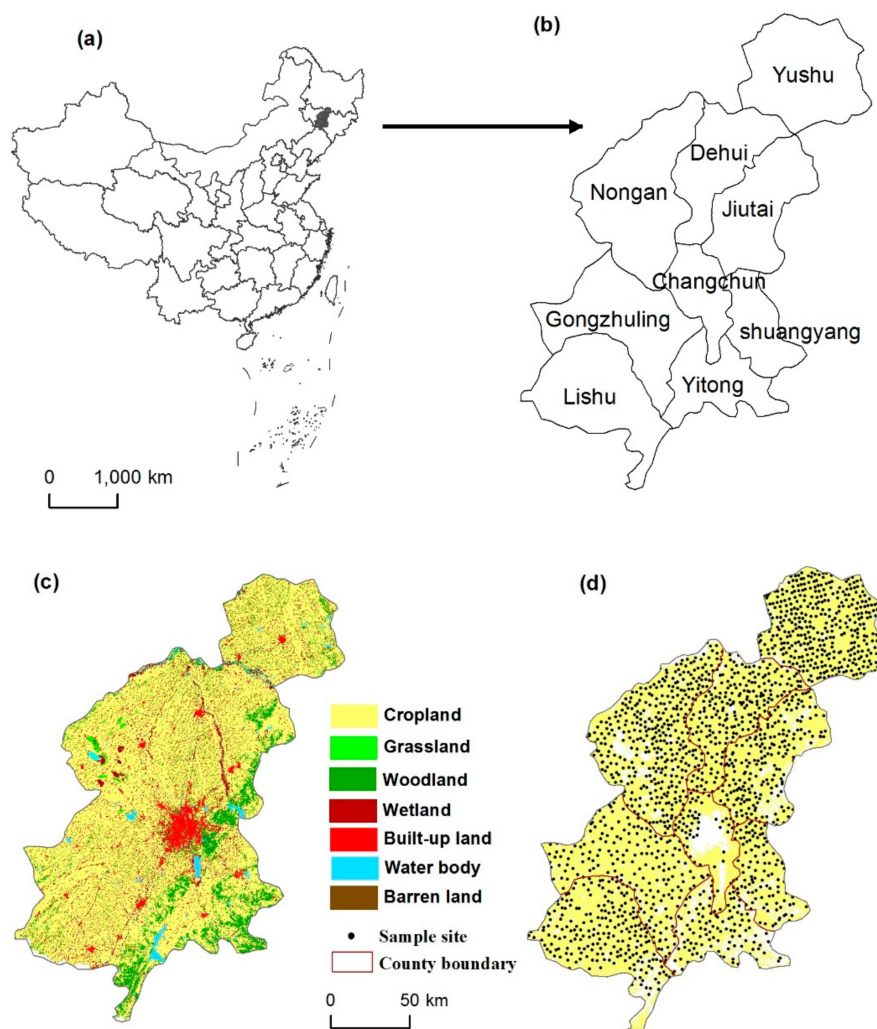 (a)
(b)
Yushu
Dehui
Nongan
Jiutai
Changchun
Gongzhuling
shuangyang
Lishu
Yitong
0 1,000 km
(c)
(d)
Cropland
Grassland
Woodland
Wetland
Built-up land
Water body
Barren land
Sample site
County boundary
0 50 km